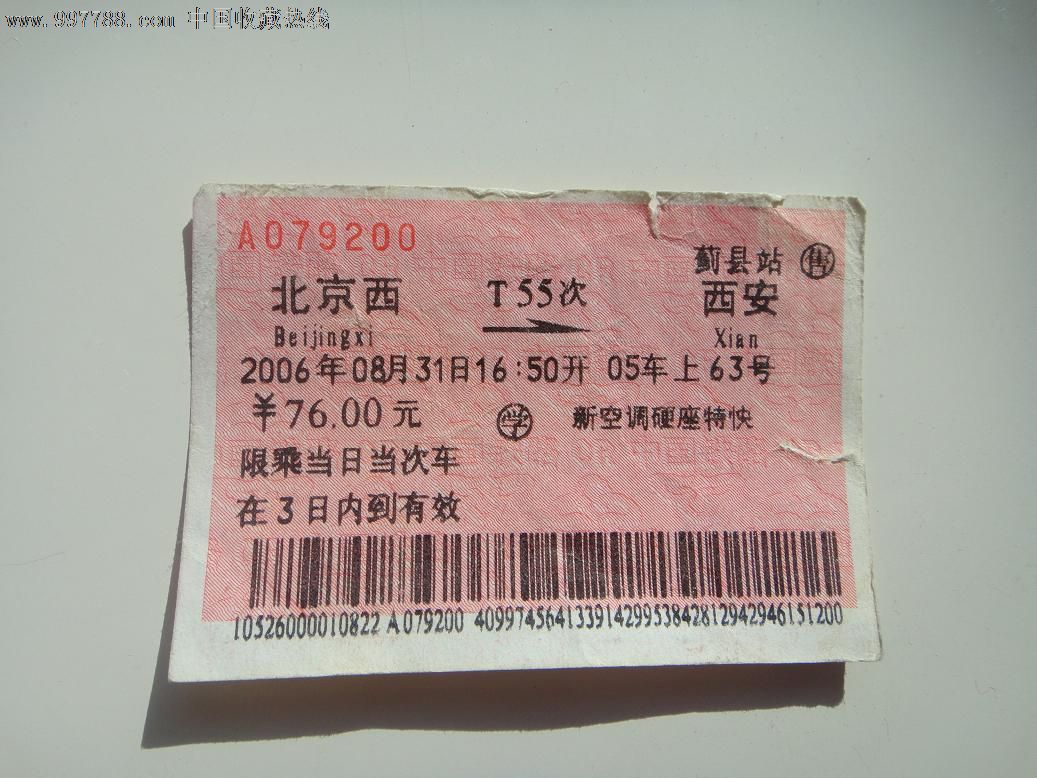 www.997788.com 中国收藏热线
A079200
蓟县站 售
北京西 T55次 西安
Beijingxi Xian
2006年08月31日16:50开 05车上63号
￥76.00元 学 新空调硬座特快
限乘当日当次车
在3日内到有效
10526000010822 A079200 40997456413391429953842812942946151200